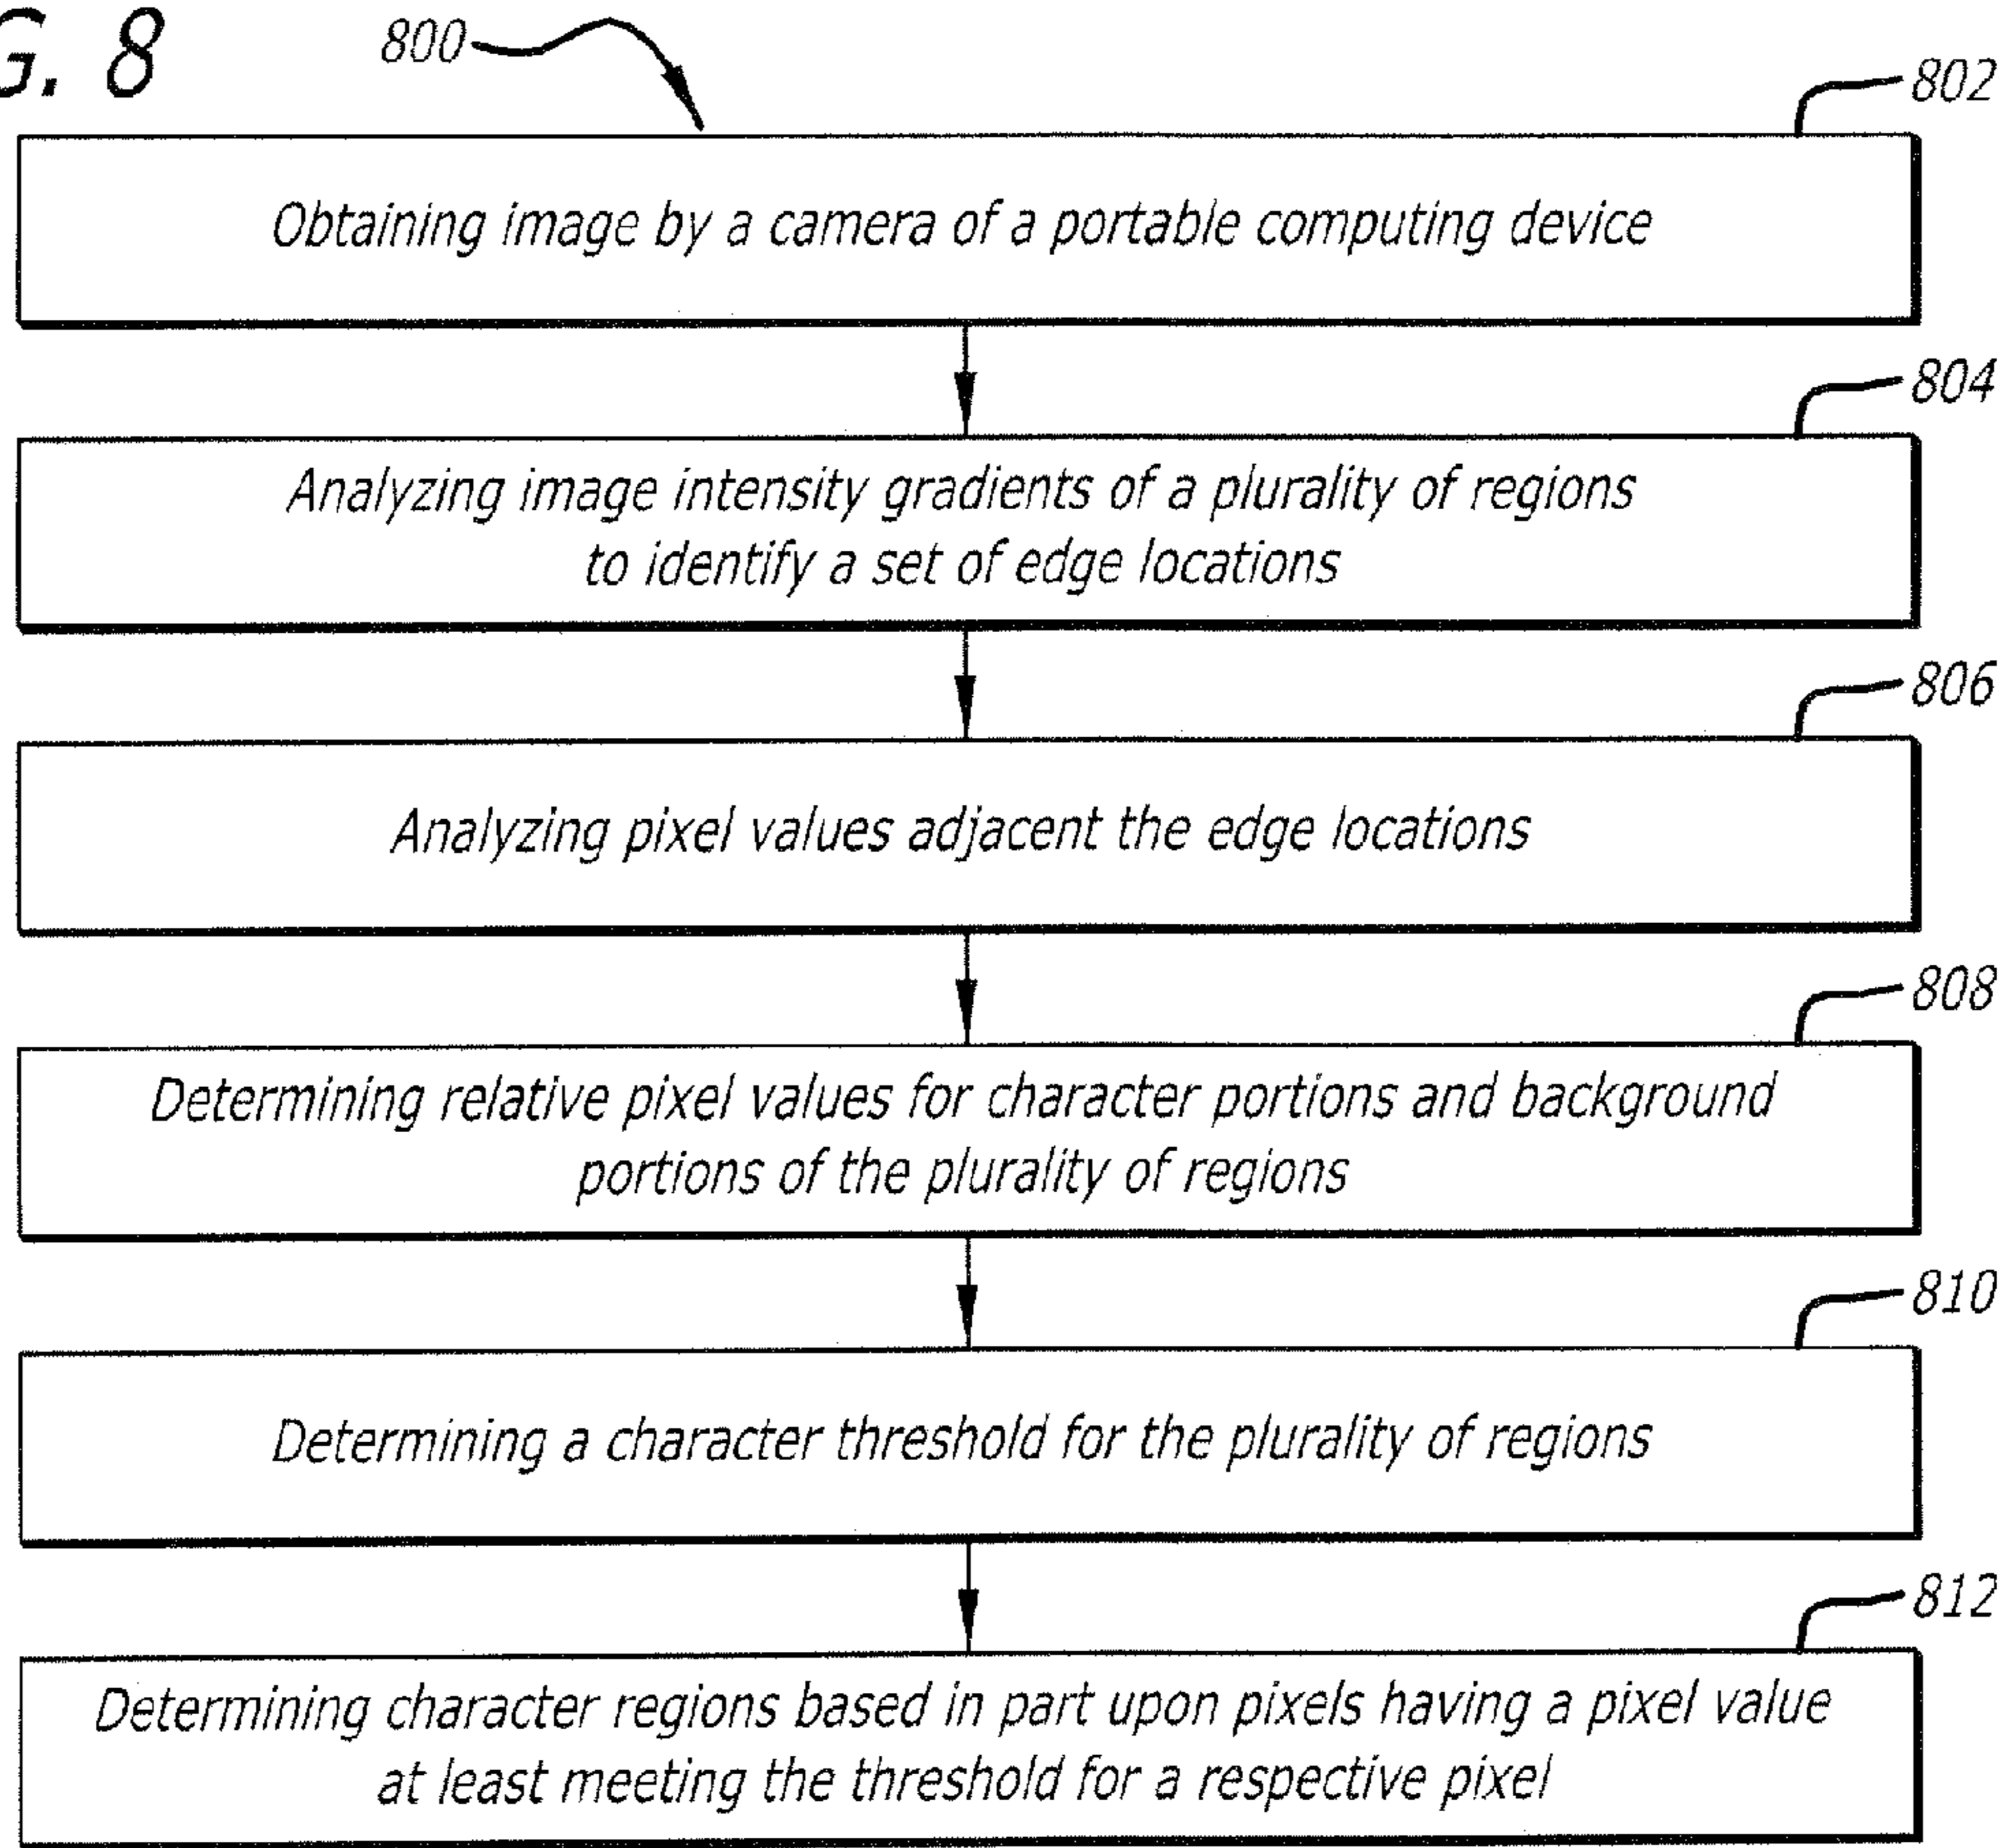 G. 8
800
802
Obtaining image by a camera of a portable computing device
804
Analyzing image intensity gradients of a plurality of regions
to identify a set of edge locations
806
Analyzing pixel values adjacent the edge locations
808
Determining relative pixel values for character portions and background
portions of the plurality of regions
810
Determining a character threshold for the plurality of regions
812
Determining character regions based in part upon pixels having a pixel value
at least meeting the threshold for a respective pixel